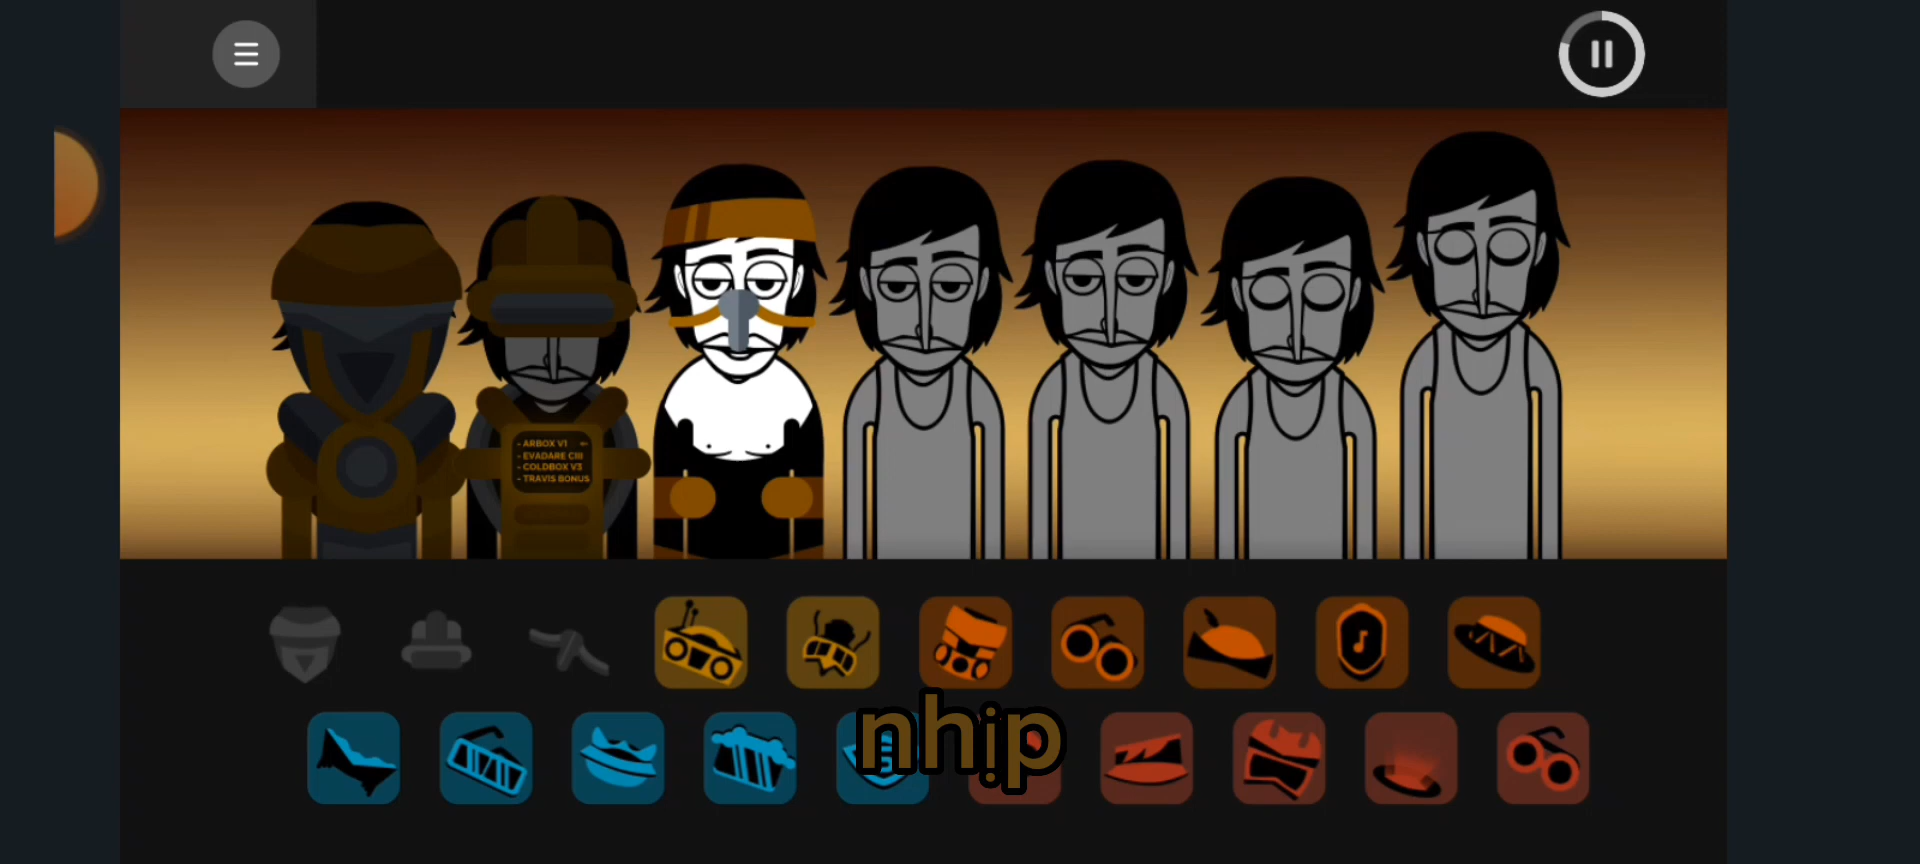 - ARBOX V1 ←
- EVADARE CIII
- COLDBOX V3
- TRAVIS BONUS
nhịp